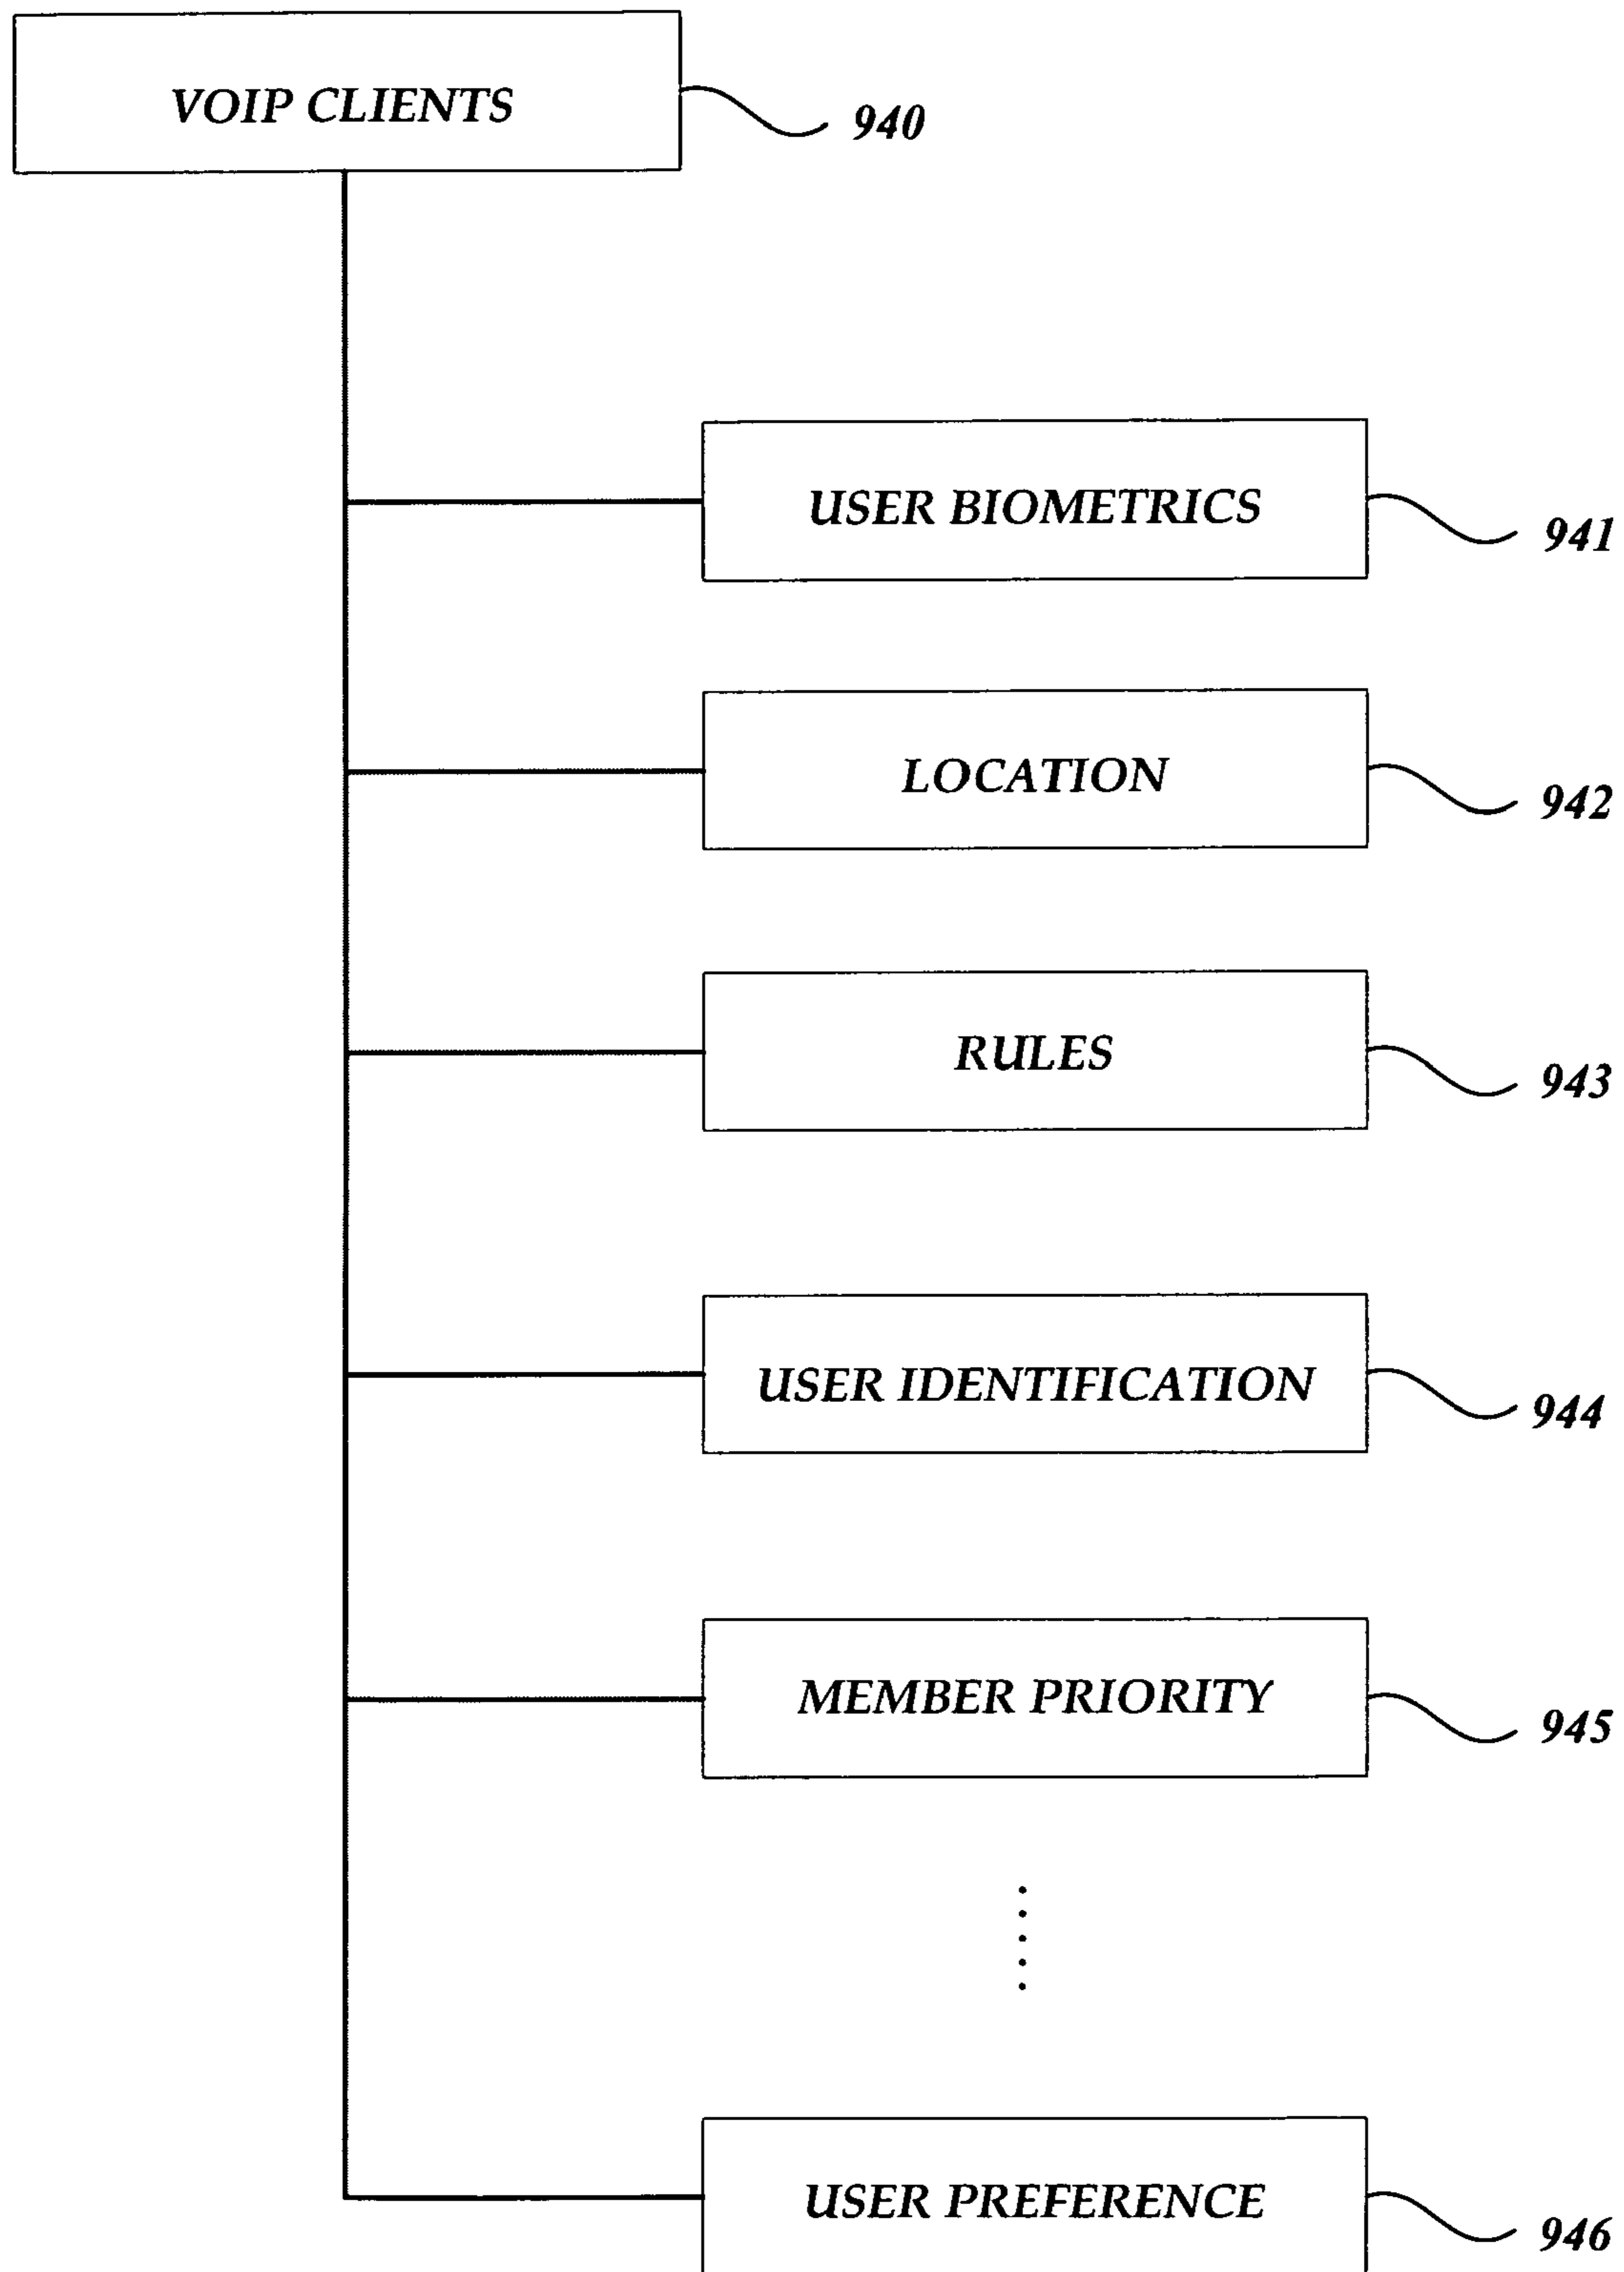 VOIP CLIENTS
940
USER BIOMETRICS
941
LOCATION
942
RULES
943
USER IDENTIFICATION
944
MEMBER PRIORITY
945
USER PREFERENCE
946